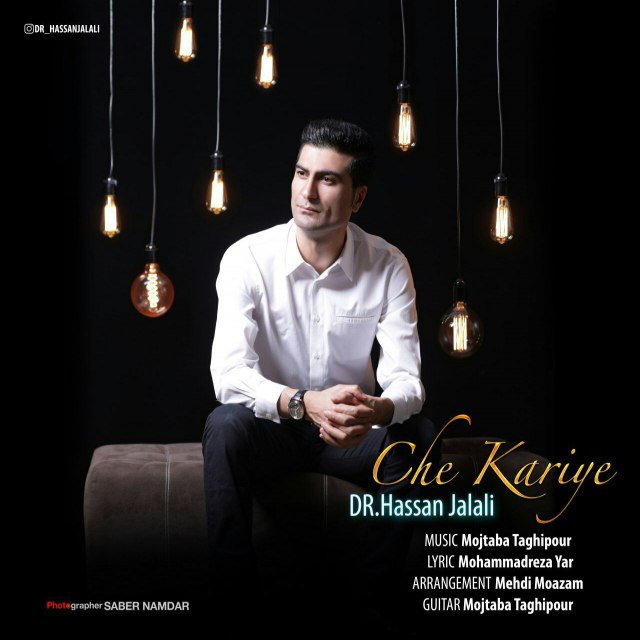 DR_HASSANJALALI
Che Kariye
DR.Hassan Jalali
MUSIC Mojtaba Taghipour
LYRIC Mohammadreza Yar
ARRANGEMENT Mehdi Moazam
GUITAR Mojtaba Taghipour
Photographer SABER NAMDAR